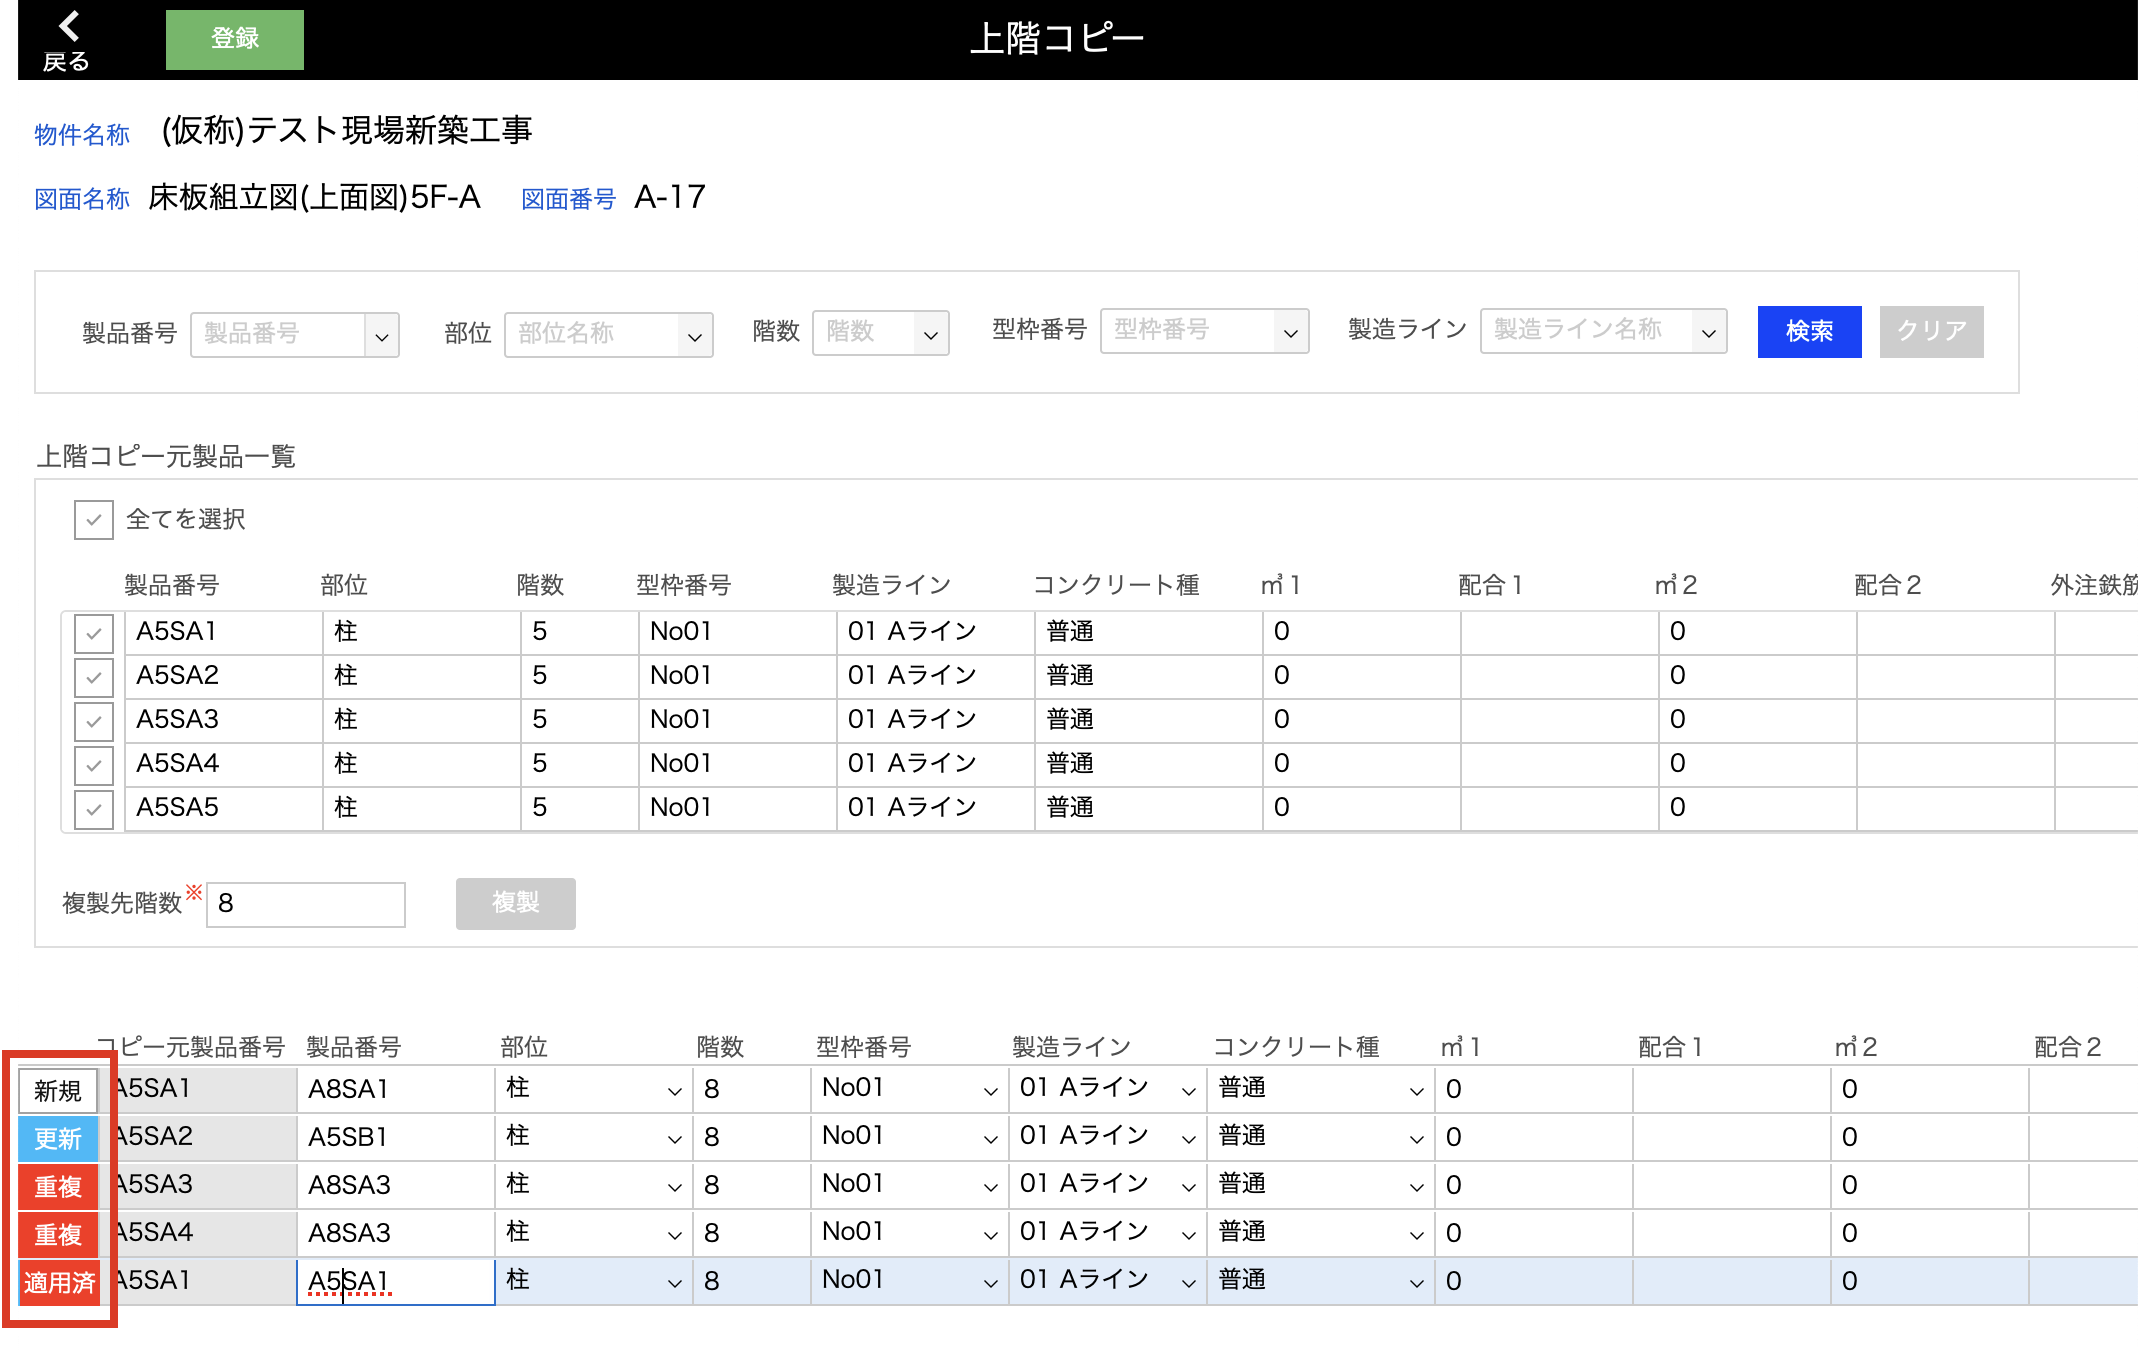 戻る 登録 上階コピー
物件名称 (仮称)テスト現場新築工事
図面名称 床板組立図(上面図)5F-A 図面番号 A-17
製品番号 製品番号 部位 部位名称 階数 階数 型枠番号 型枠番号 製造ライン 製造ライン名称 検索 クリア
上階コピー元製品一覧
全てを選択
製品番号 部位 階数 型枠番号 製造ライン コンクリート種 ㎥1 配合1 ㎥2 配合2 外注鉄筋
A5SA1 柱 5 No01 01 Aライン 普通 0 0
A5SA2 柱 5 No01 01 Aライン 普通 0 0
A5SA3 柱 5 No01 01 Aライン 普通 0 0
A5SA4 柱 5 No01 01 Aライン 普通 0 0
A5SA5 柱 5 No01 01 Aライン 普通 0 0
複製先階数※ 8 複製
コピー元製品番号 製品番号 部位 階数 型枠番号 製造ライン コンクリート種 ㎥1 配合1 ㎥2 配合2
新規 A5SA1 A8SA1 柱 8 No01 01 Aライン 普通 0 0
更新 A5SA2 A5SB1 柱 8 No01 01 Aライン 普通 0 0
重複 A5SA3 A8SA3 柱 8 No01 01 Aライン 普通 0 0
重複 A5SA4 A8SA3 柱 8 No01 01 Aライン 普通 0 0
適用済 A5SA1 A5SA1 柱 8 No01 01 Aライン 普通 0 0